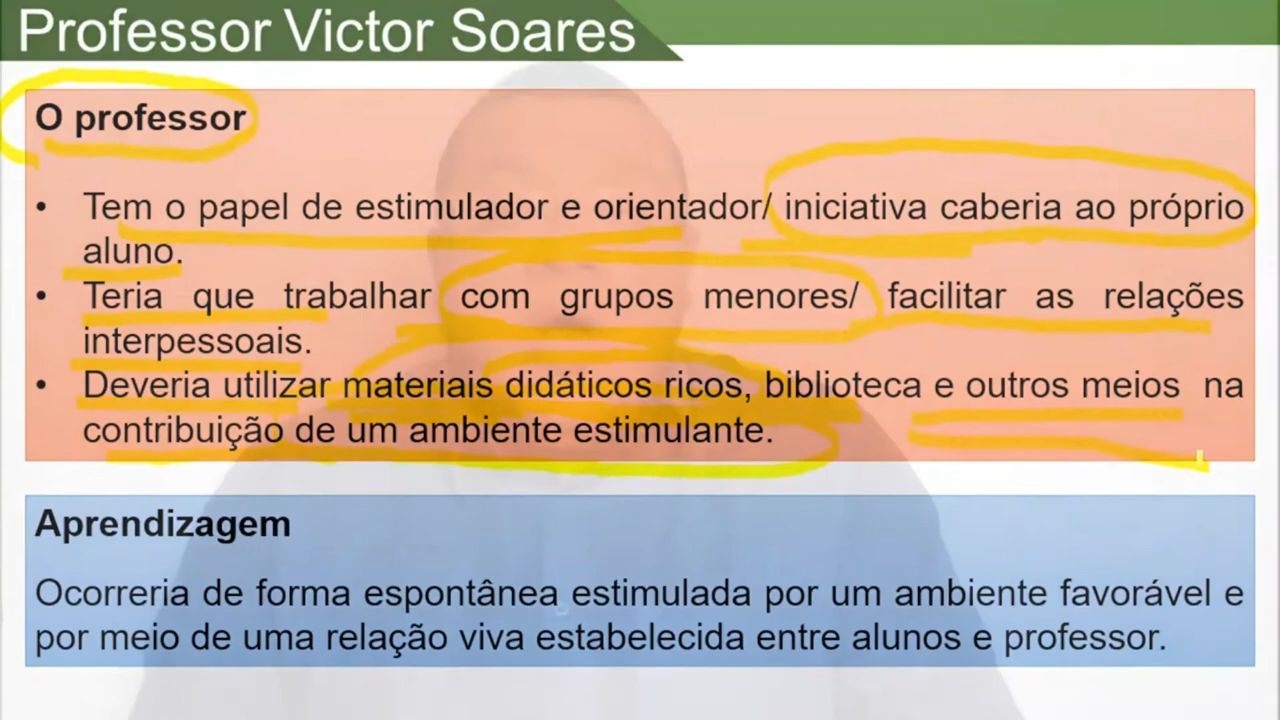 Professor Victor Soares
O professor
• Tem o papel de estimulador e orientador/ iniciativa caberia ao próprio
aluno.
• Teria que trabalhar com grupos menores/ facilitar as relações
interpessoais.
• Deveria utilizar materiais didáticos ricos, biblioteca e outros meios na
contribuição de um ambiente estimulante.
Aprendizagem
Ocorreria de forma espontânea estimulada por um ambiente favorável e
por meio de uma relação viva estabelecida entre alunos e professor.